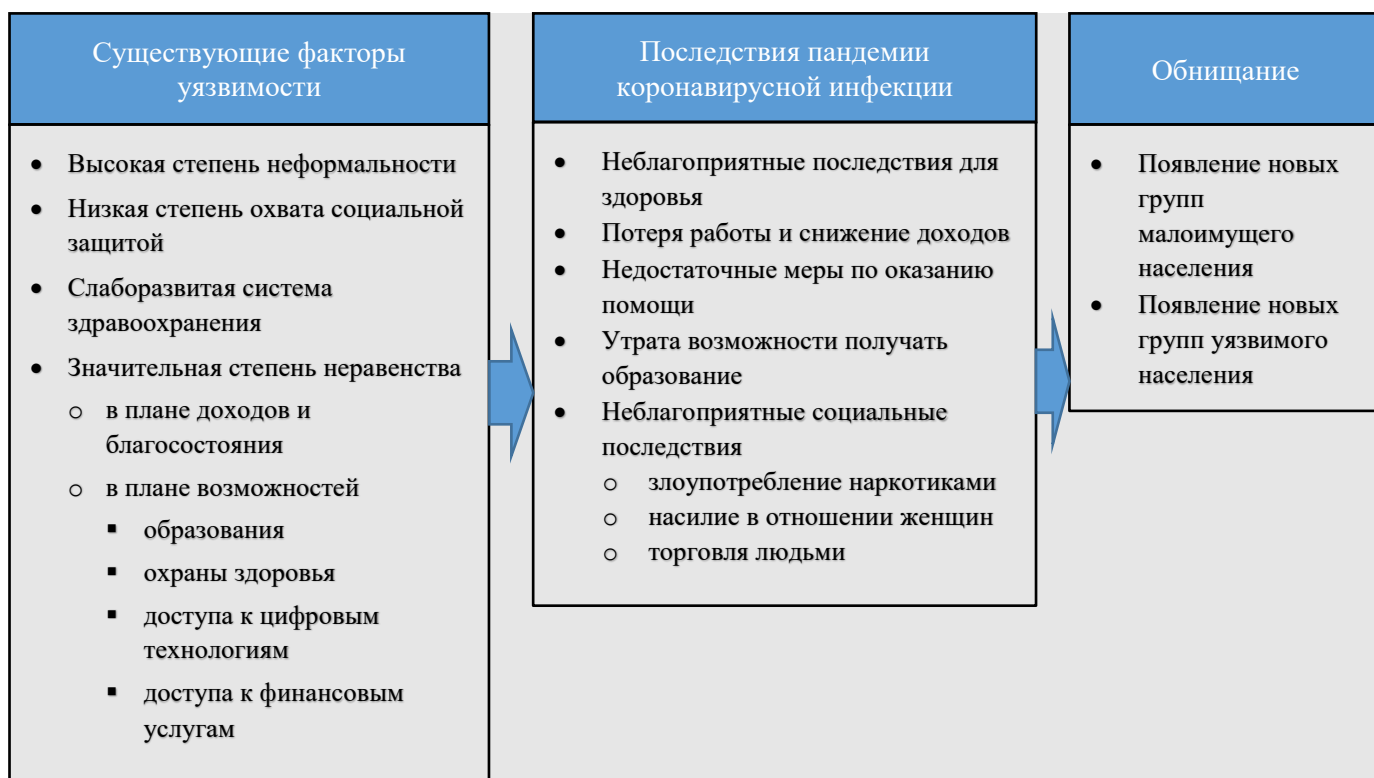 Существующие факторы
уязвимости
• Высокая степень неформальности
• Низкая степень охвата социальной
защитой
• Слаборазвитая система
здравоохранения
• Значительная степень неравенства
o в плане доходов и
благосостояния
o в плане возможностей
▪ образования
▪ охраны здоровья
▪ доступа к цифровым
технологиям
▪ доступа к финансовым
услугам
Последствия пандемии
коронавирусной инфекции
• Неблагоприятные последствия для
здоровья
• Потеря работы и снижение доходов
• Недостаточные меры по оказанию
помощи
• Утрата возможности получать
образование
• Неблагоприятные социальные
последствия
o злоупотребление наркотиками
o насилие в отношении женщин
o торговля людьми
Обнищание
• Появление новых
групп
малоимущего
населения
• Появление новых
групп уязвимого
населения